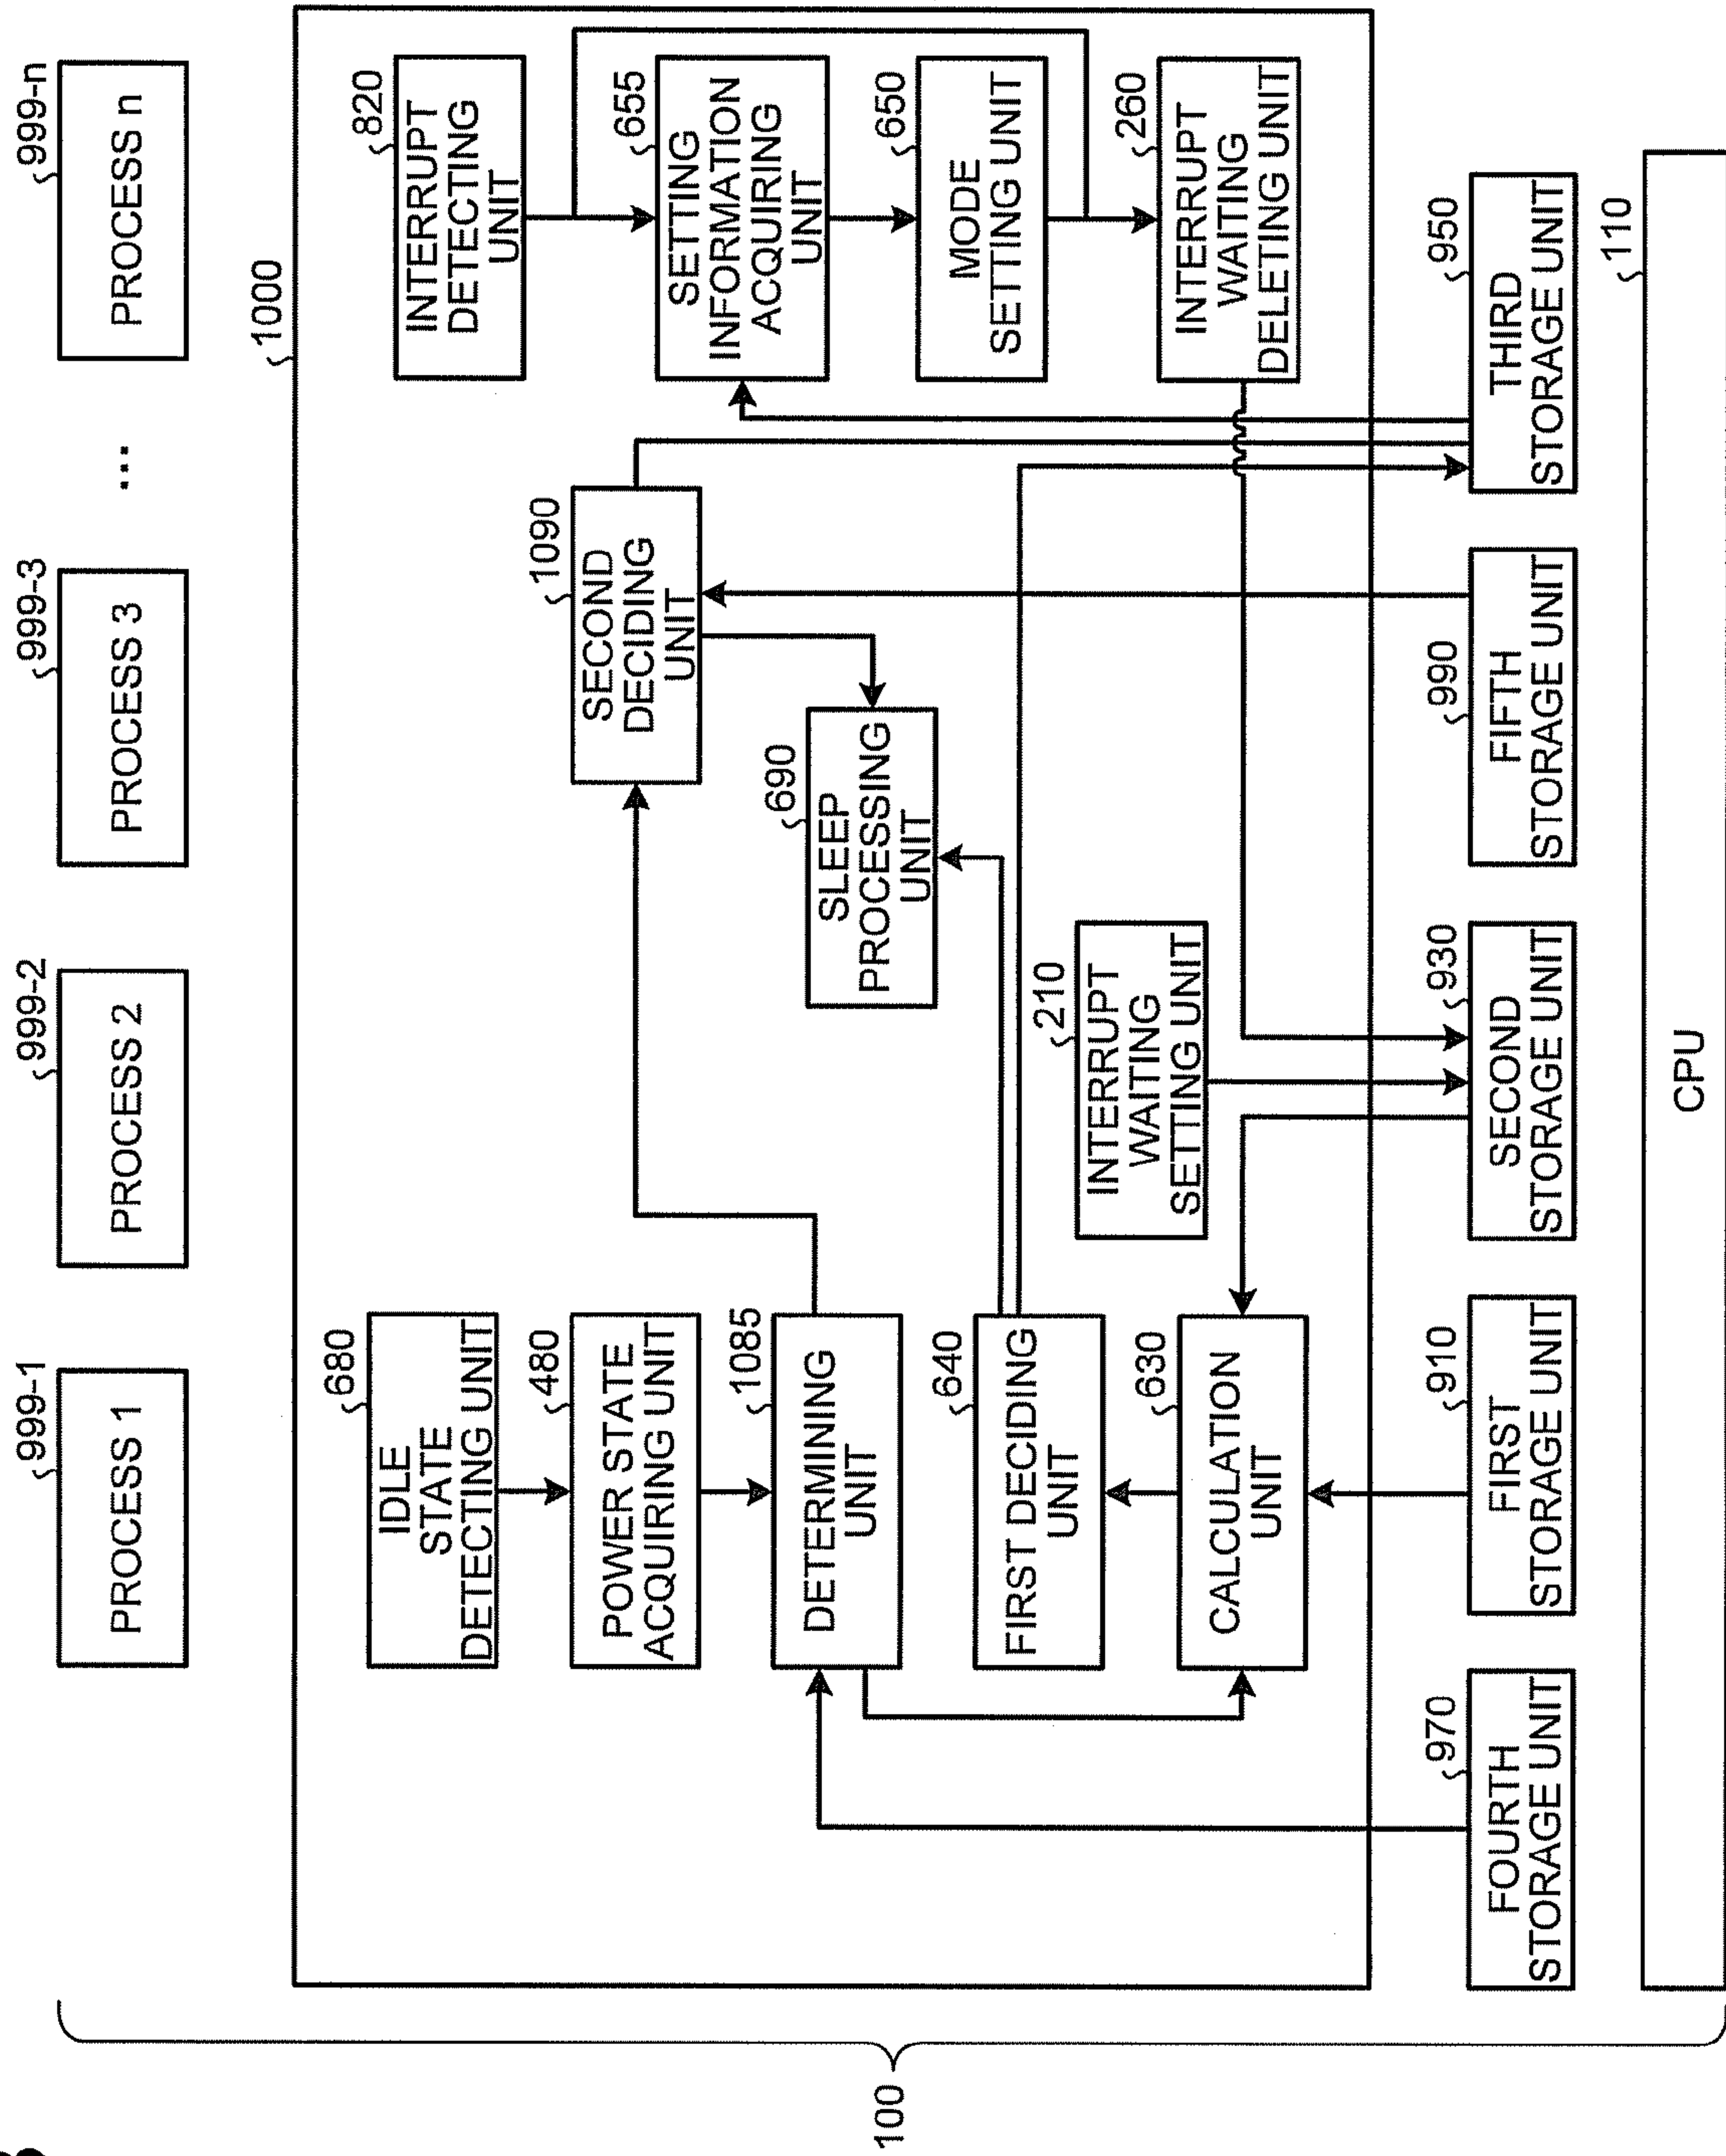 999-1
PROCESS 1
999-2
PROCESS 2
999-3
PROCESS 3
...
999-n
PROCESS n
1000
680
IDLE
STATE
DETECTING UNIT
480
POWER STATE
ACQUIRING UNIT
1085
DETERMINING
UNIT
640
FIRST DECIDING
UNIT
630
CALCULATION
UNIT
210
INTERRUPT
WAITING
SETTING UNIT
690
SLEEP
PROCESSING
UNIT
1090
SECOND
DECIDING
UNIT
820
INTERRUPT
DETECTING
UNIT
655
SETTING
INFORMATION
ACQUIRING
UNIT
650
MODE
SETTING UNIT
260
INTERRUPT
WAITING
DELETING UNIT
970
FOURTH
STORAGE UNIT
910
FIRST
STORAGE UNIT
930
SECOND
STORAGE UNIT
990
FIFTH
STORAGE UNIT
950
THIRD
STORAGE UNIT
110
CPU
100